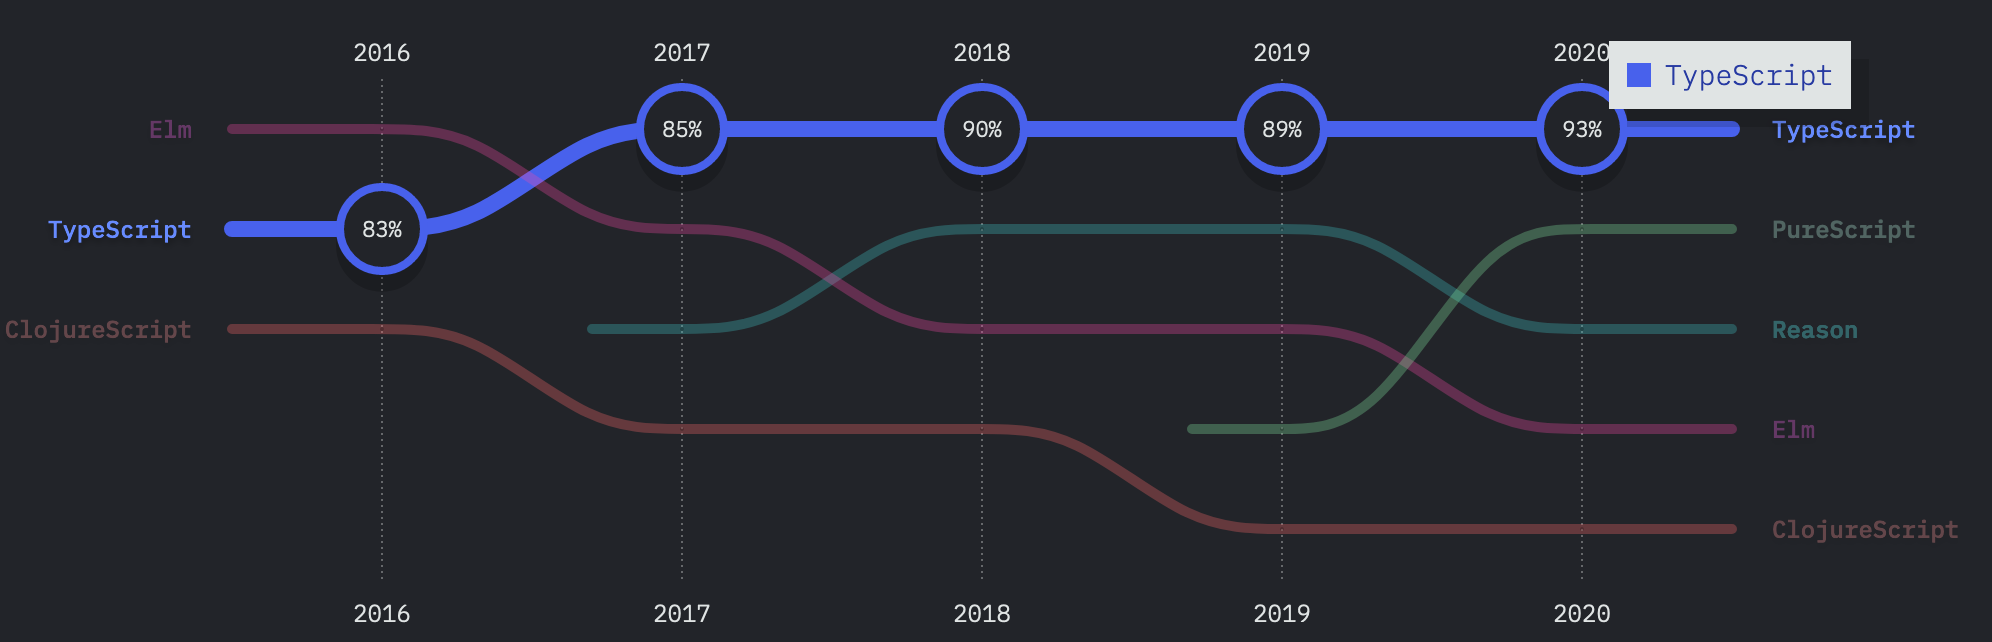 2016 2017 2018 2019 2020
TypeScript
Elm 85% 90% 89% 93% TypeScript
TypeScript 83% PureScript
ClojureScript Reason
Elm
ClojureScript
2016 2017 2018 2019 2020